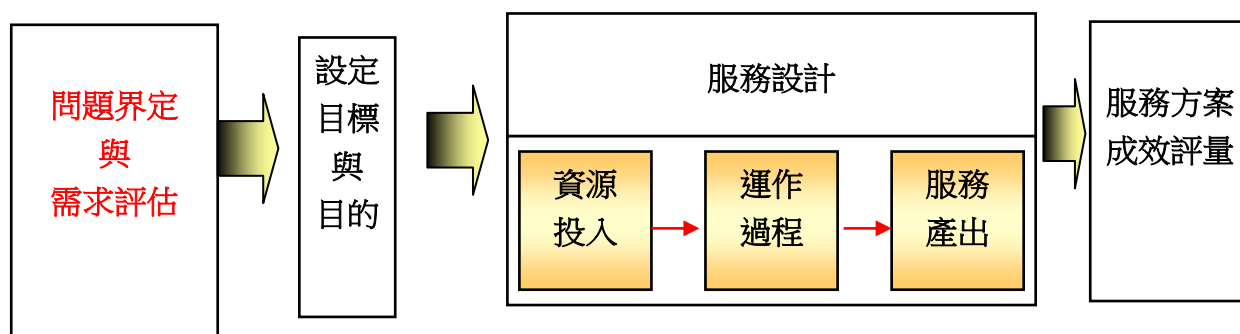 問題界定
與
需求評估
設定
目標
與
目的
服務設計
資源
投入
運作
過程
服務
產出
服務方案
成效評量